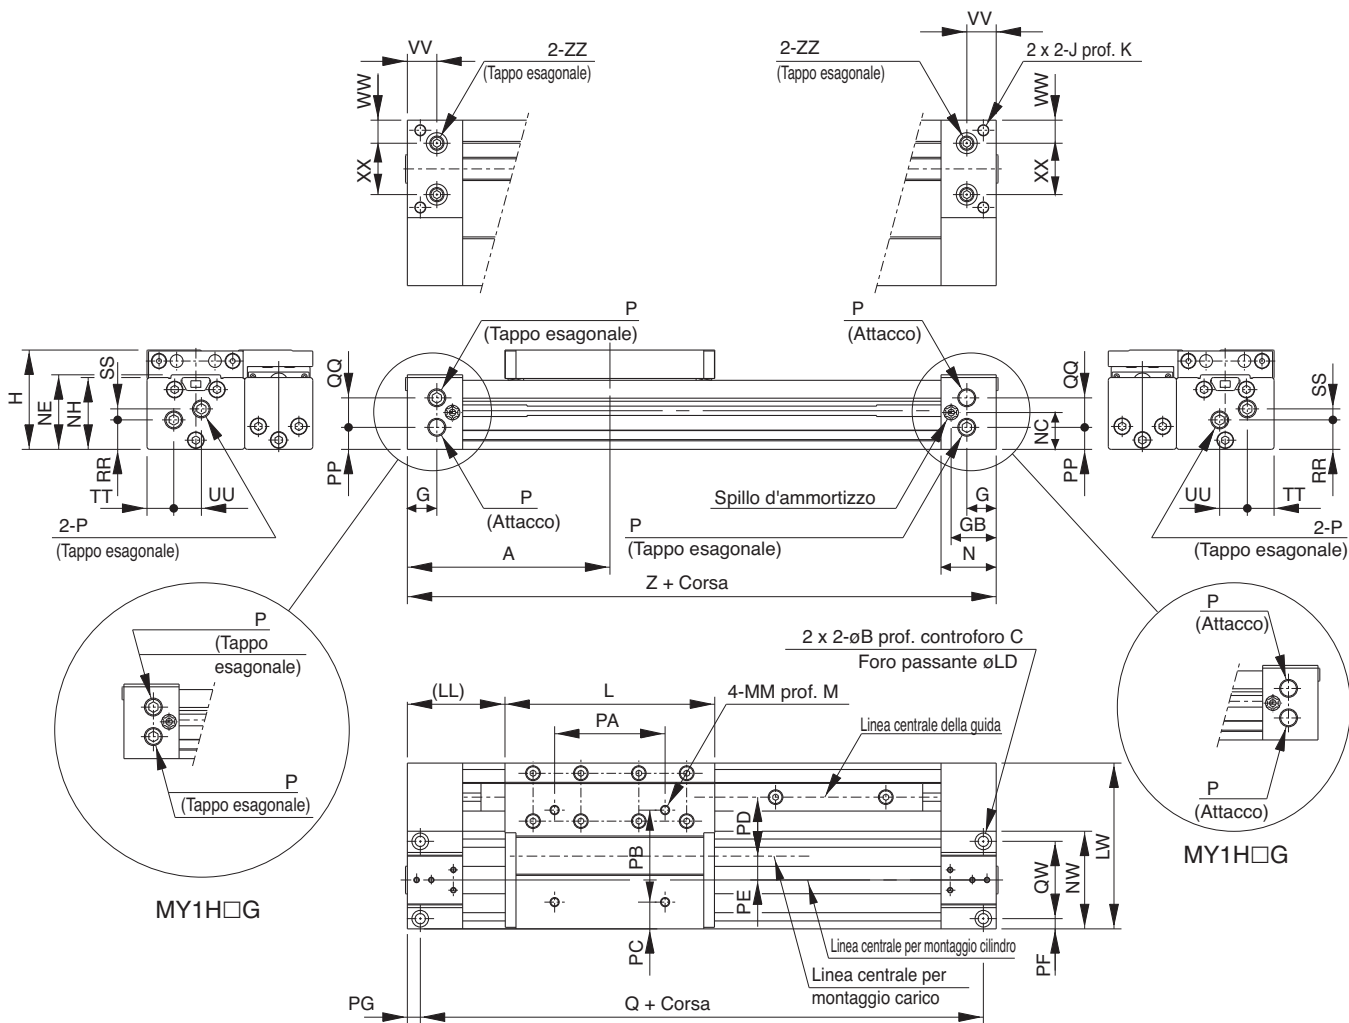 VV
2-ZZ
(Tappo esagonale)
WW
XX
VV
2-ZZ
(Tappo esagonale)
2 x 2-J prof. K
WW
XX
P
(Tappo esagonale)
P
(Attacco)
H
NE
NH
SS
RR
TT
UU
2-P
(Tappo esagonale)
QQ
PP
G
P
(Attacco)
A
Spillo d'ammortizzo
P
(Tappo esagonale)
NC
QQ
PP
G
GB
N
Z + Corsa
SS
RR
UU
TT
2-P
(Tappo esagonale)
P
(Tappo
esagonale)
P
(Tappo esagonale)
MY1H□G
P
(Attacco)
P
(Attacco)
MY1H□G
2 x 2-øB prof. controforo C
Foro passante øLD
(LL)
L
PA
4-MM prof. M
Linea centrale della guida
PB
PD
PE
PC
QW
NW
LW
PF
Linea centrale per montaggio cilindro
Linea centrale per
montaggio carico
PG
Q + Corsa